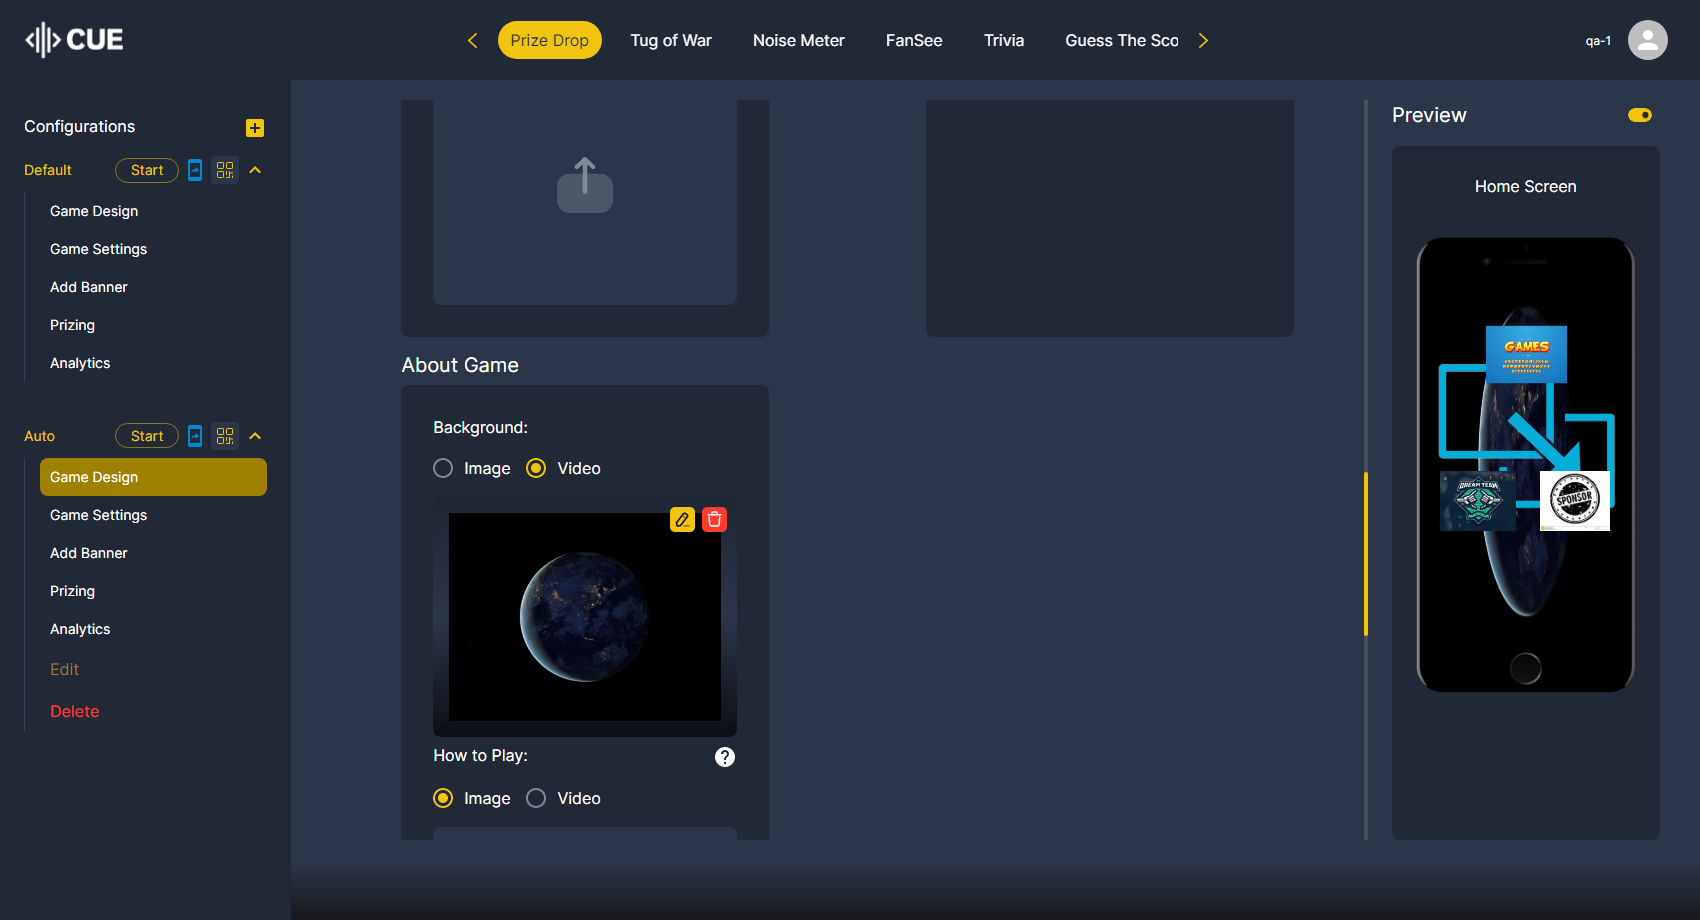 CUE
Prize Drop
Tug of War
Noise Meter
FanSee
Trivia
Guess The Sco
qa-1
Configurations
Default
Start
Game Design
Game Settings
Add Banner
Prizing
Analytics
Auto
Start
Game Design
Game Settings
Add Banner
Prizing
Analytics
Edit
Delete
About Game
Background:
Image
Video
How to Play:
?
Image
Video
Preview
Home Screen
GAMES
DREAM TEAM
SPONSOR